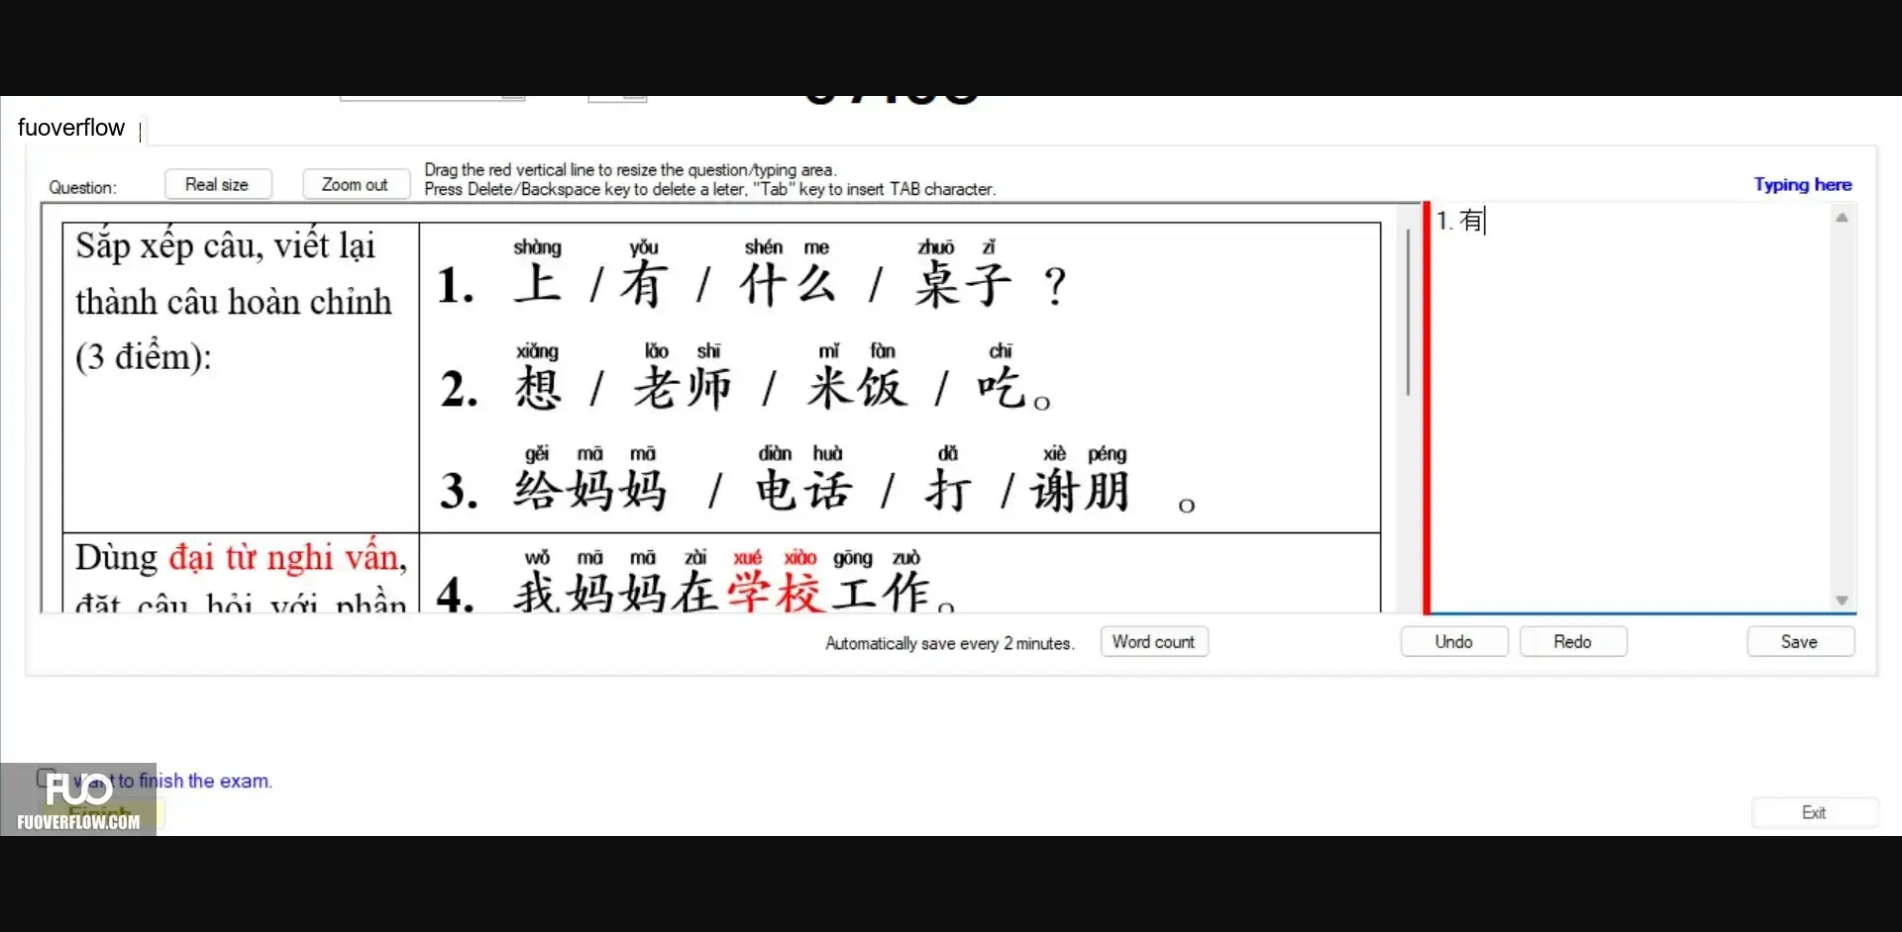 fuoverflow
Question:
Real size
Zoom out
Drag the red vertical line to resize the question/typing area.
Press Delete/Backspace key to delete a leter, "Tab" key to insert TAB character.
Typing here
Sắp xếp câu, viết lại
thành câu hoàn chỉnh
(3 điểm):
shàng yǒu shén me zhuō zǐ
1. 上 / 有 / 什么 / 桌子 ?
xiǎng lǎo shī mǐ fàn chī
2. 想 / 老师 / 米饭 / 吃。
gěi mā mā diàn huà dǎ xiè péng
3. 给妈妈 / 电话 / 打 / 谢朋 。
Dùng đại từ nghi vấn,
đặt câu hỏi với phần
wǒ mā mā zài xué xiào gōng zuò
4. 我妈妈在学校工作。
1. 有
Automatically save every 2 minutes.
Word count
Undo
Redo
Save
I want to finish the exam.
Finish
FUO
FUOVERFLOW.COM
Exit